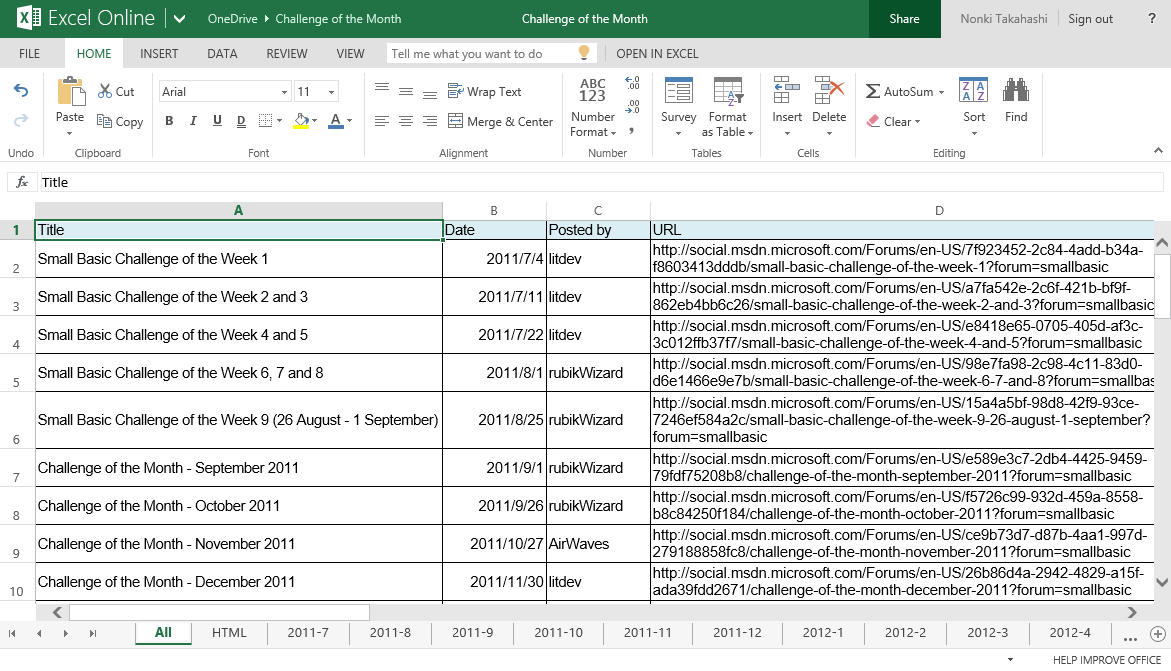 Excel Online OneDrive Challenge of the Month Challenge of the Month Share Nonki Takahashi Sign out ?
FILE HOME INSERT DATA REVIEW VIEW Tell me what you want to do OPEN IN EXCEL
Paste Cut Copy Arial 11 B I U D A Wrap Text Merge & Center ABC 123 Number Format .0 .00 .00 .0 , Survey Format as Table Insert Delete AutoSum Clear Sort Find
Undo Clipboard Font Alignment Number Tables Cells Editing
fx Title
A B C D
1 Title Date Posted by URL
http://social.msdn.microsoft.com/Forums/en-US/7f923452-2c84-4add-b34a-
2 Small Basic Challenge of the Week 1 2011/7/4 litdev f8603413dddb/small-basic-challenge-of-the-week-1?forum=smallbasic
http://social.msdn.microsoft.com/Forums/en-US/a7fa542e-2c6f-421b-bf9f-
3 Small Basic Challenge of the Week 2 and 3 2011/7/11 litdev 862eb4bb6c26/small-basic-challenge-of-the-week-2-and-3?forum=smallbasic
http://social.msdn.microsoft.com/Forums/en-US/e8418e65-0705-405d-af3c-
4 Small Basic Challenge of the Week 4 and 5 2011/7/22 litdev 3c012ffb37f7/small-basic-challenge-of-the-week-4-and-5?forum=smallbasic
http://social.msdn.microsoft.com/Forums/en-US/98e7fa98-2c98-4c11-83d0-
5 Small Basic Challenge of the Week 6, 7 and 8 2011/8/1 rubikWizard d6e1466e9e7b/small-basic-challenge-of-the-week-6-7-and-8?forum=smallbas
http://social.msdn.microsoft.com/Forums/en-US/15a4a5bf-98d8-42f9-93ce-
6 Small Basic Challenge of the Week 9 (26 August - 1 September) 2011/8/25 rubikWizard 7246ef584a2c/small-basic-challenge-of-the-week-9-26-august-1-september?
forum=smallbasic
http://social.msdn.microsoft.com/Forums/en-US/e589e3c7-2db4-4425-9459-
7 Challenge of the Month - September 2011 2011/9/1 rubikWizard 79fdf75208b8/challenge-of-the-month-september-2011?forum=smallbasic
http://social.msdn.microsoft.com/Forums/en-US/f5726c99-932d-459a-8558-
8 Challenge of the Month - October 2011 2011/9/26 rubikWizard b8c84250f184/challenge-of-the-month-october-2011?forum=smallbasic
http://social.msdn.microsoft.com/Forums/en-US/ce9b73d7-d87b-4aa1-997d-
9 Challenge of the Month - November 2011 2011/10/27 AirWaves 279188858fc8/challenge-of-the-month-november-2011?forum=smallbasic
http://social.msdn.microsoft.com/Forums/en-US/26b86d4a-2942-4829-a15f-
10 Challenge of the Month - December 2011 2011/11/30 litdev ada39fdd2671/challenge-of-the-month-december-2011?forum=smallbasic
All HTML 2011-7 2011-8 2011-9 2011-10 2011-11 2011-12 2012-1 2012-2 2012-3 2012-4 ...
HELP IMPROVE OFFICE